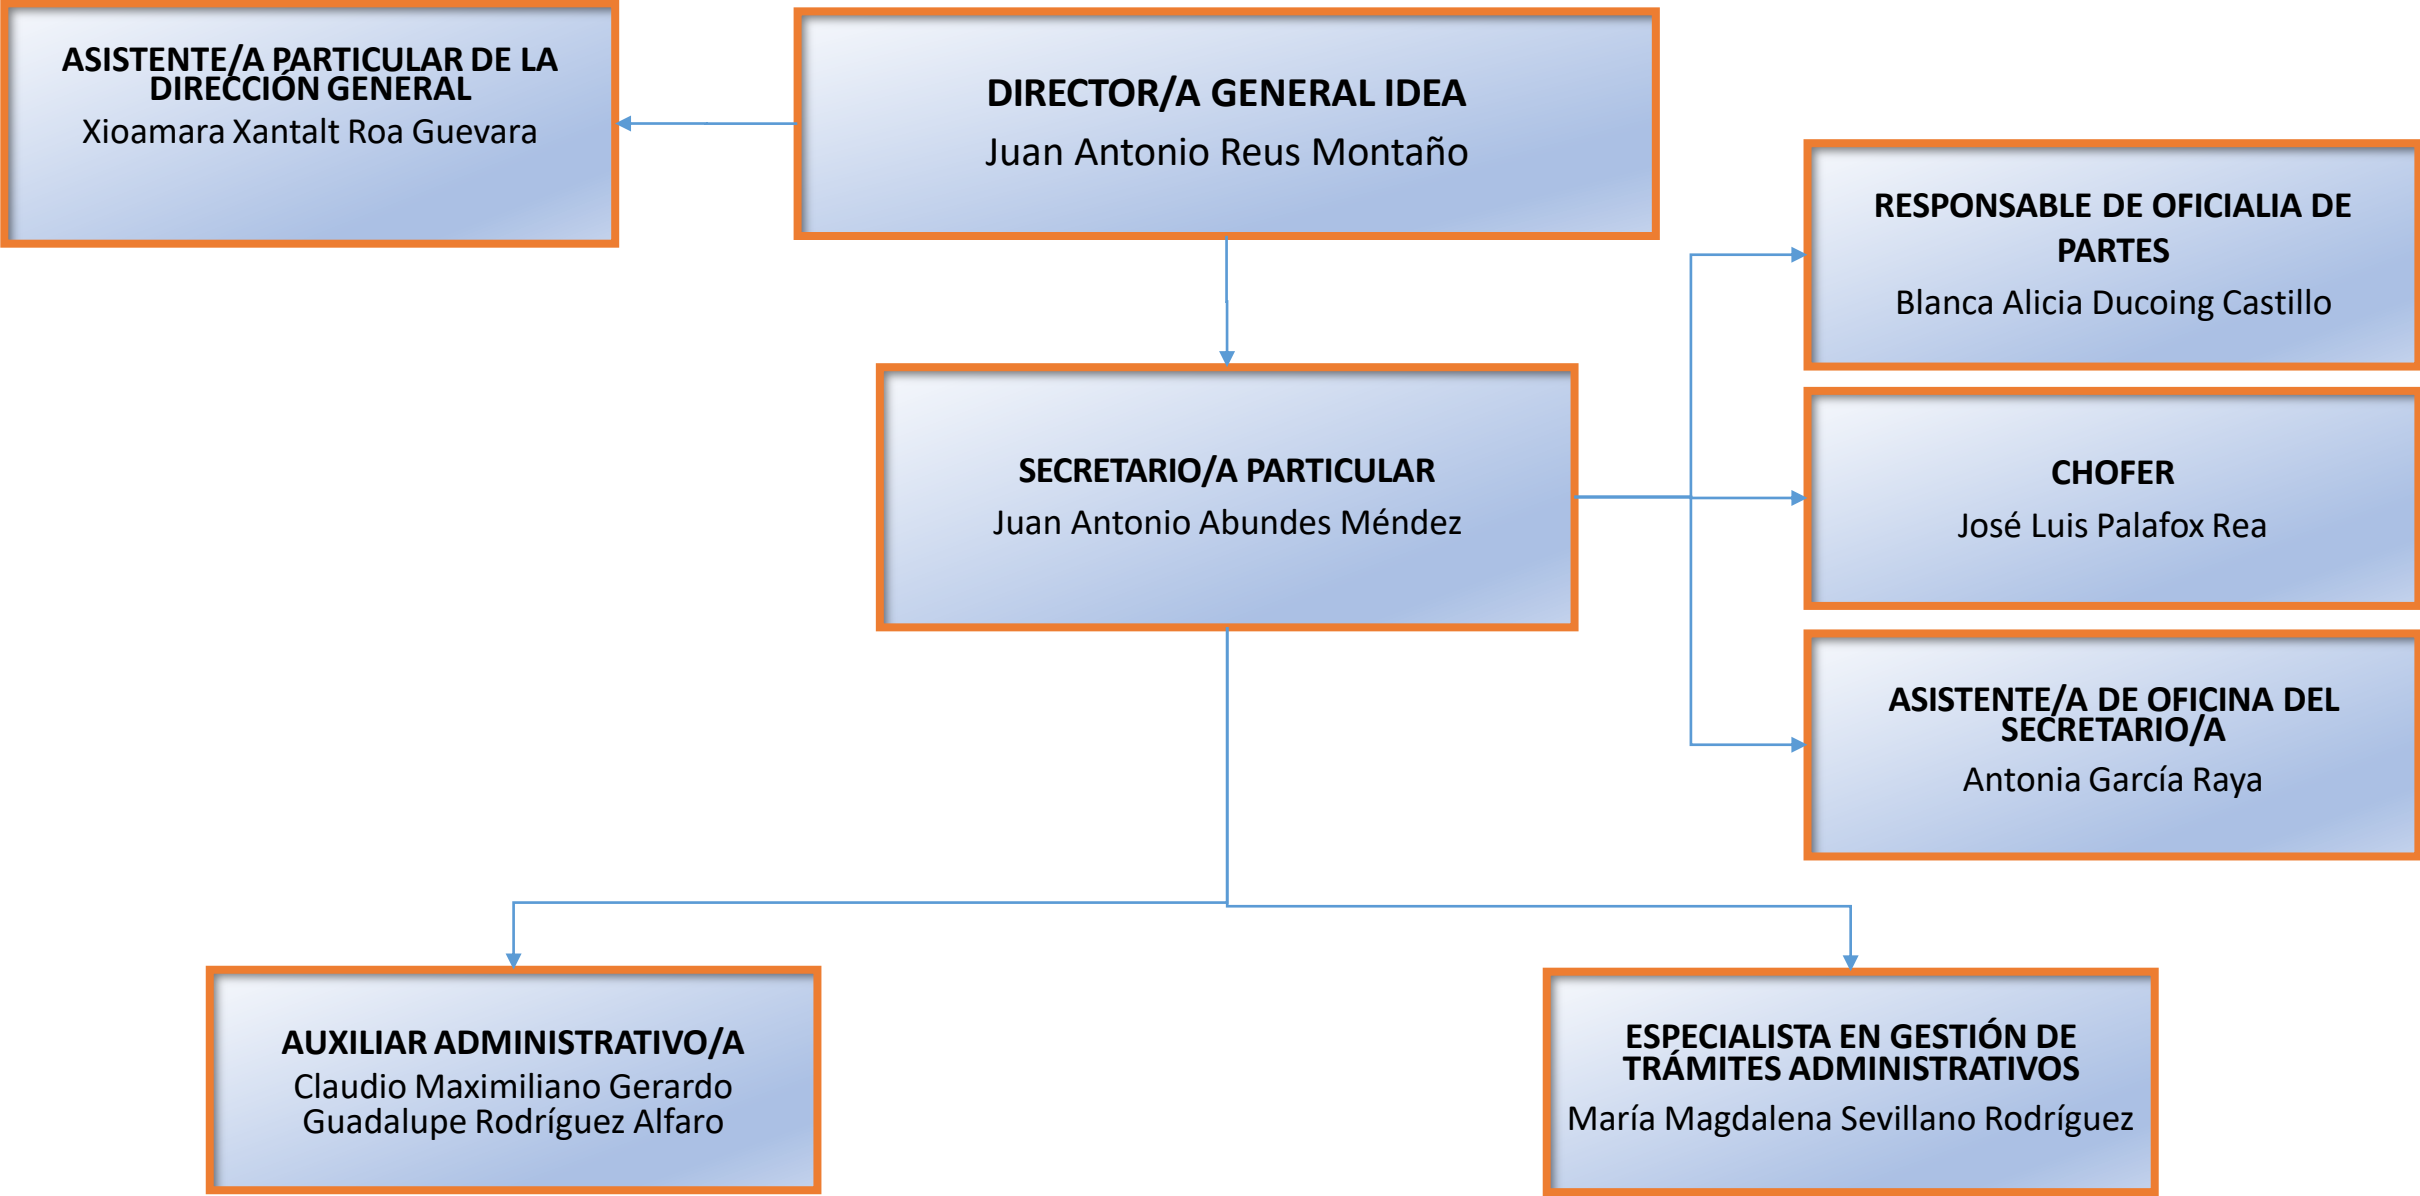 ASISTENTE/A PARTICULAR DE LA
DIRECCIÓN GENERAL
Xioamara Xantalt Roa Guevara
DIRECTOR/A GENERAL IDEA
Juan Antonio Reus Montaño
RESPONSABLE DE OFICIALIA DE
PARTES
Blanca Alicia Ducoing Castillo
SECRETARIO/A PARTICULAR
Juan Antonio Abundes Méndez
CHOFER
José Luis Palafox Rea
ASISTENTE/A DE OFICINA DEL
SECRETARIO/A
Antonia García Raya
AUXILIAR ADMINISTRATIVO/A
Claudio Maximiliano Gerardo
Guadalupe Rodríguez Alfaro
ESPECIALISTA EN GESTIÓN DE
TRÁMITES ADMINISTRATIVOS
María Magdalena Sevillano Rodríguez